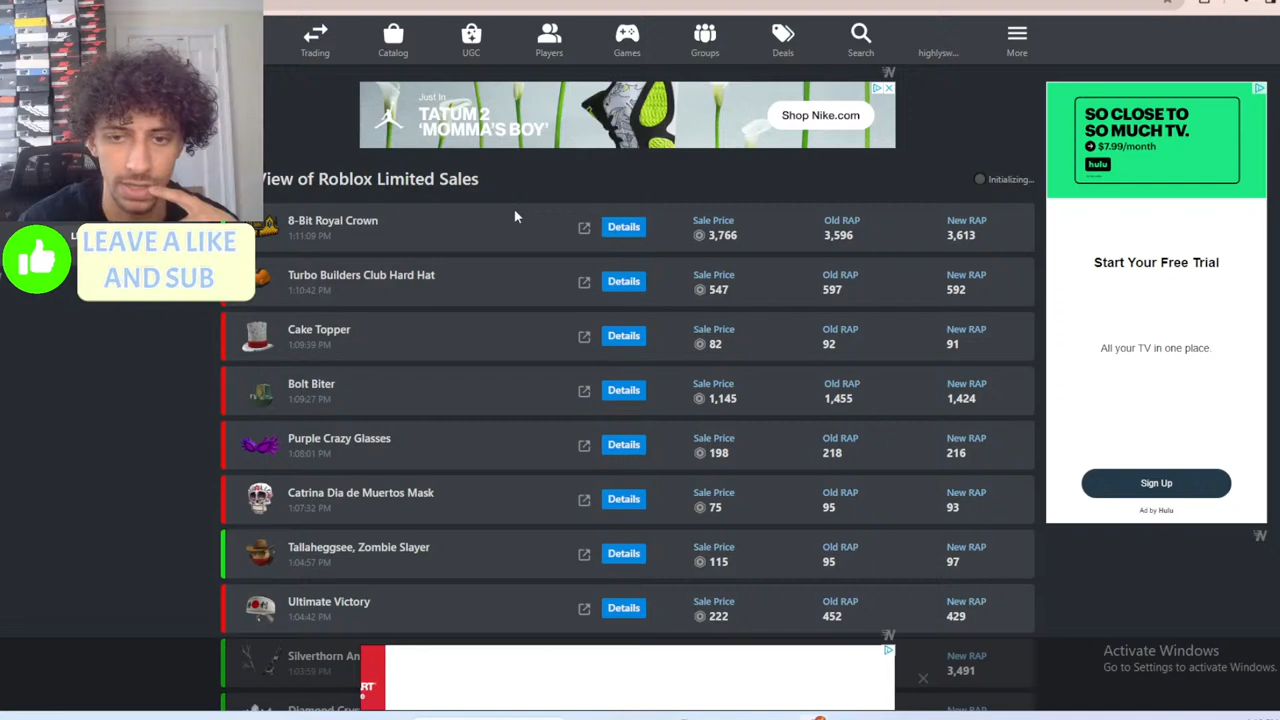 Trading
Catalog
UGC
Players
Games
Groups
Deals
Search
highlysw...
More
Just In
TATUM 2
'MOMMA'S BOY'
Shop Nike.com
SO CLOSE TO
SO MUCH TV.
$7.99/month
hulu
View of Roblox Limited Sales
Initializing...
8-Bit Royal Crown
1:11:09 PM
Details
Sale Price
3,766
Old RAP
3,596
New RAP
3,613
LEAVE A LIKE
AND SUB
Turbo Builders Club Hard Hat
1:10:42 PM
Details
Sale Price
547
Old RAP
597
New RAP
592
Start Your Free Trial
Cake Topper
1:09:39 PM
Details
Sale Price
82
Old RAP
92
New RAP
91
All your TV in one place.
Bolt Biter
1:09:27 PM
Details
Sale Price
1,145
Old RAP
1,455
New RAP
1,424
Purple Crazy Glasses
1:08:01 PM
Details
Sale Price
198
Old RAP
218
New RAP
216
Sign Up
Ad by Hulu
Catrina Dia de Muertos Mask
1:07:32 PM
Details
Sale Price
75
Old RAP
95
New RAP
93
Tallaheggsee, Zombie Slayer
1:04:57 PM
Details
Sale Price
115
Old RAP
95
New RAP
97
Ultimate Victory
1:04:42 PM
Details
Sale Price
222
Old RAP
452
New RAP
429
Silverthorn An
1:03:59 PM
New RAP
3,491
Activate Windows
Go to Settings to activate Windows.